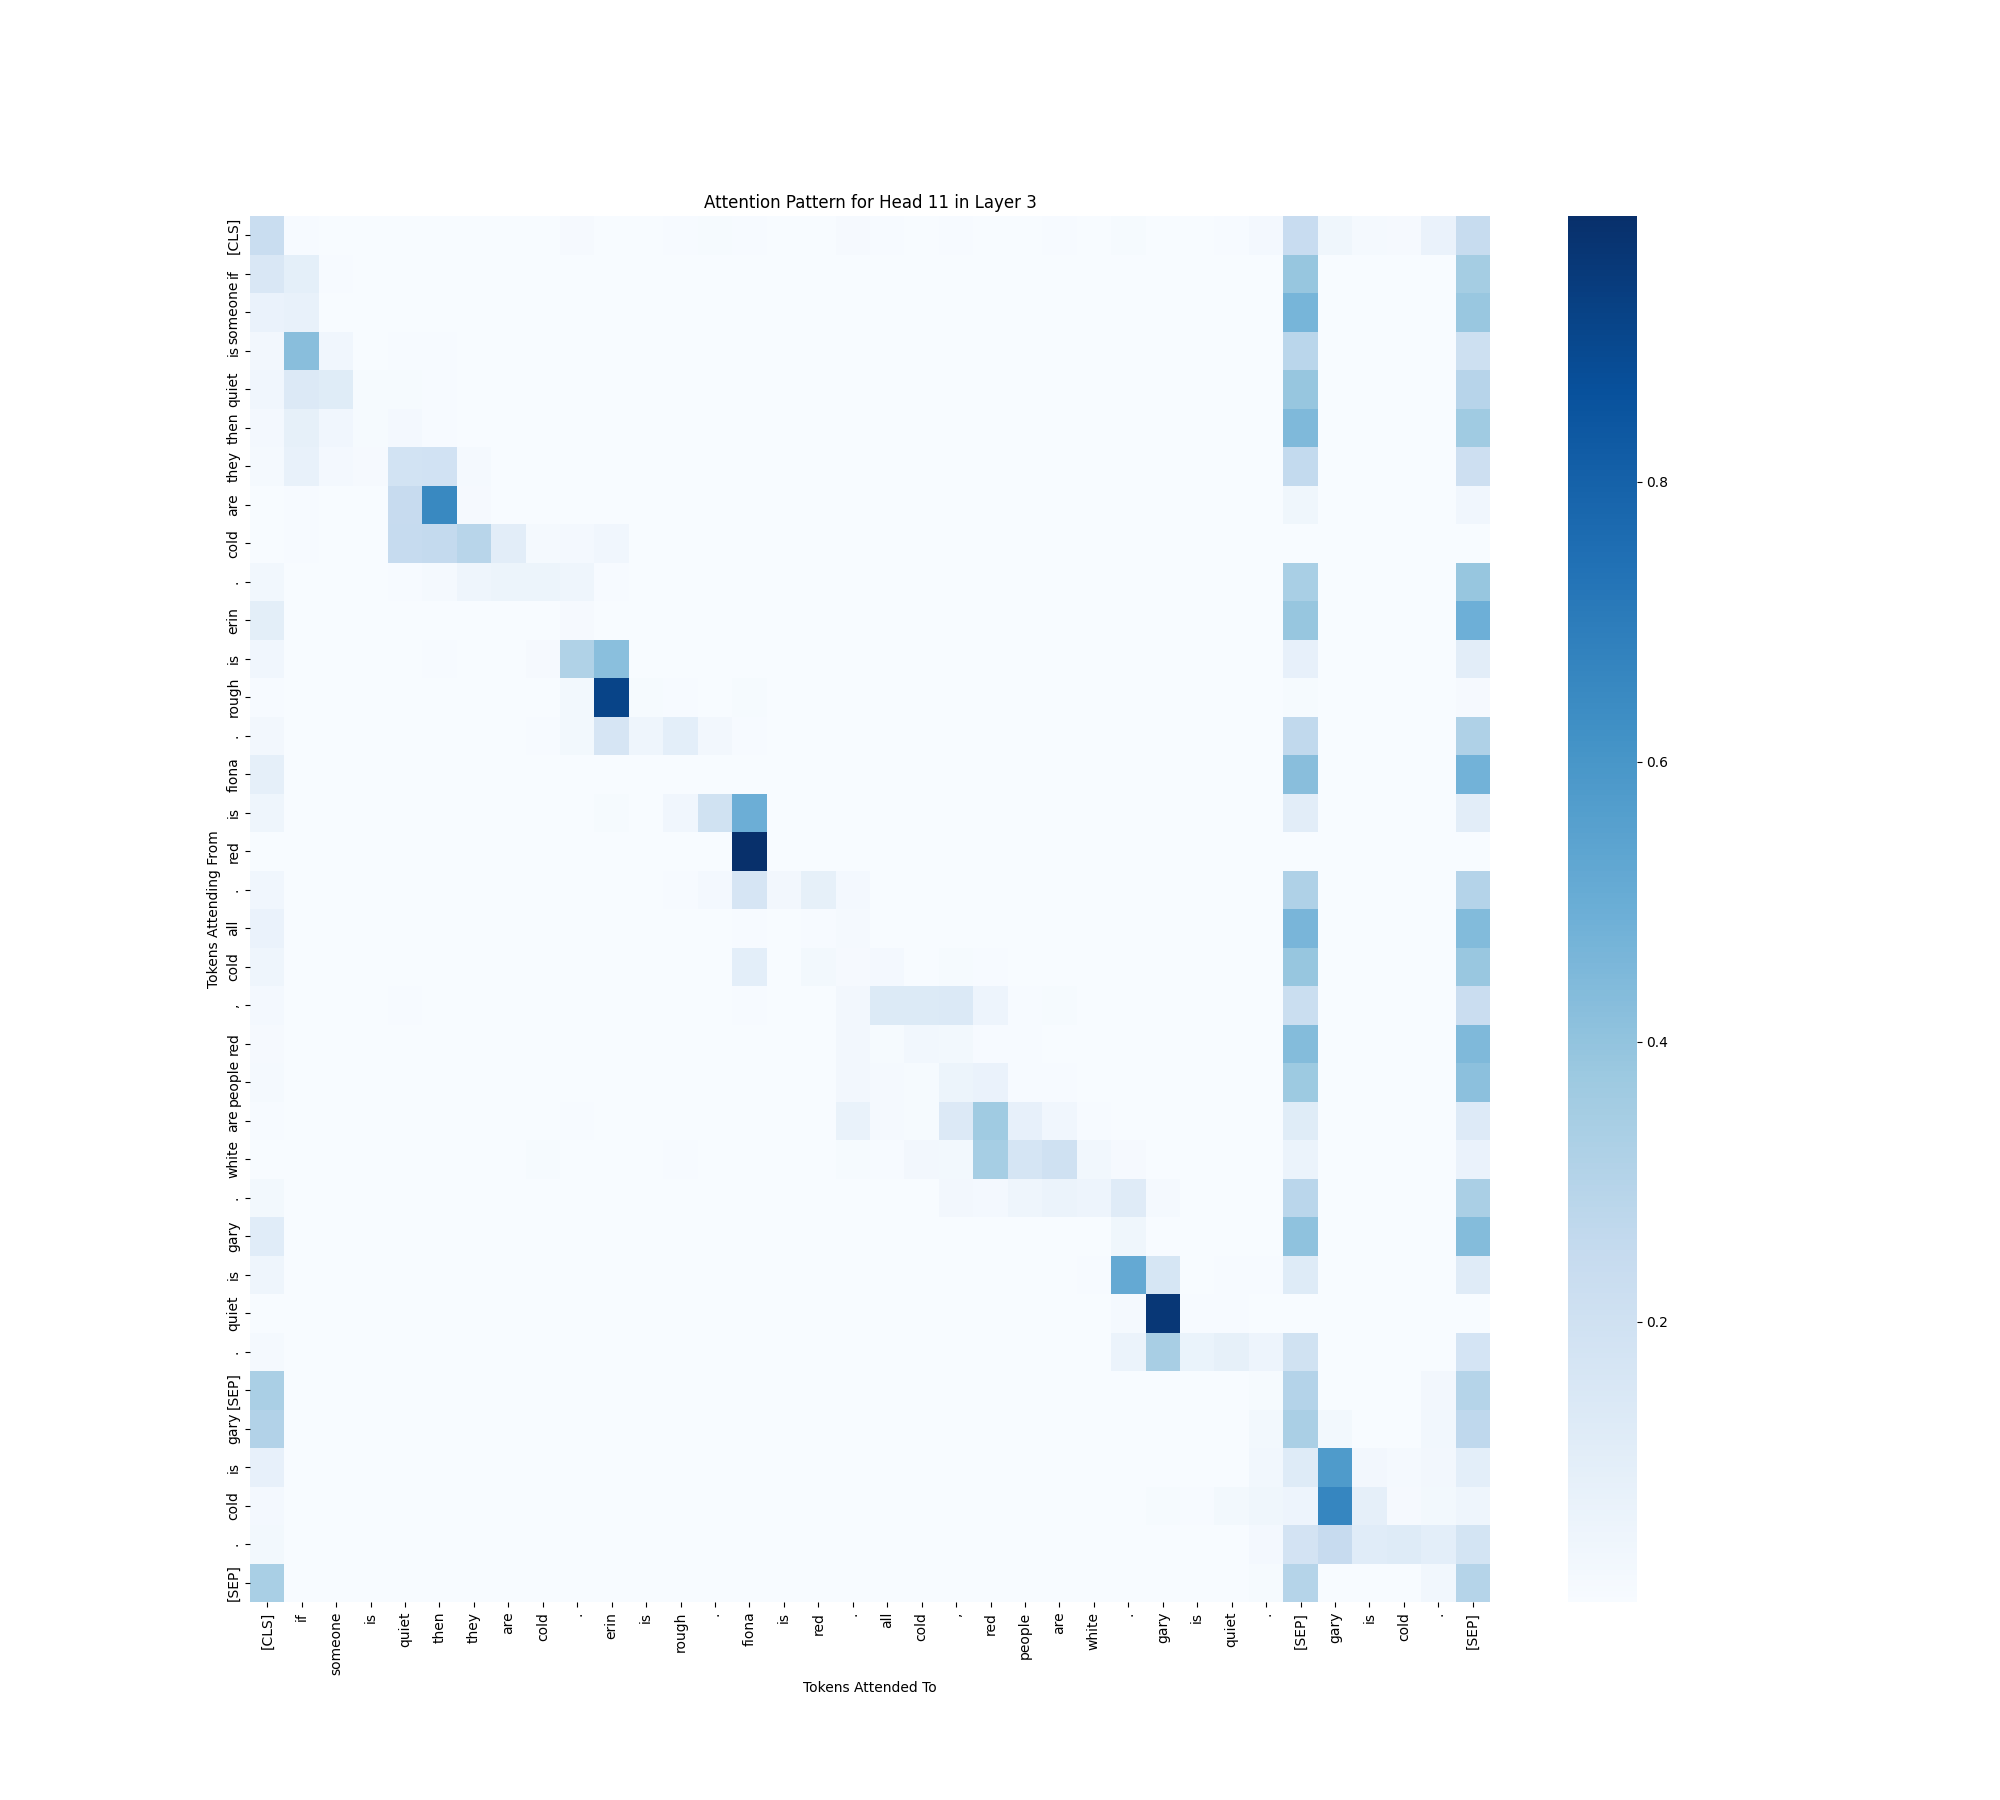 Attention Pattern for Head 11 in Layer 3
Tokens Attending From
[CLS]
if
someone
is
quiet
then
they
are
cold
.
erin
is
rough
.
fiona
is
red
.
all
cold
,
red
people
are
white
.
gary
is
quiet
.
[SEP]
gary
is
cold
.
[SEP]
[CLS]
if
someone
is
quiet
then
they
are
cold
.
erin
is
rough
.
fiona
is
red
.
all
cold
,
red
people
are
white
.
gary
is
quiet
.
[SEP]
gary
is
cold
.
[SEP]
Tokens Attended To
0.8
0.6
0.4
0.2